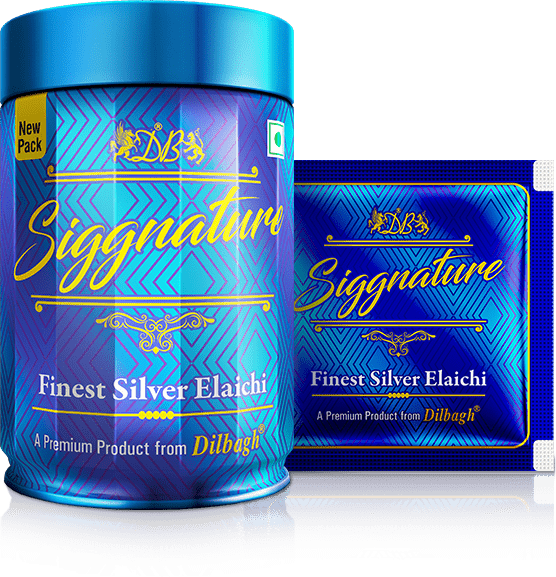 New
Pack
DB®
Siggnature
Finest Silver Elaichi
A Premium Product from Dilbagh®
DB®
Siggnature
Finest Silver Elaichi
A Premium Product from Dilbagh®